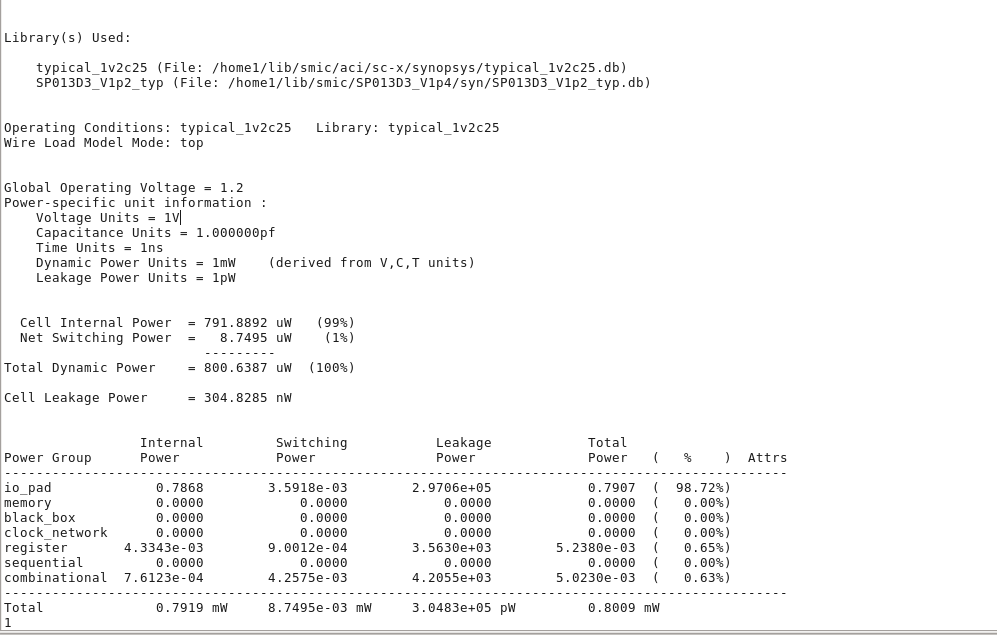 Library(s) Used:
typical_1v2c25 (File: /home1/lib/smic/aci/sc-x/synopsys/typical_1v2c25.db)
SP013D3_V1p2_typ (File: /home1/lib/smic/SP013D3_V1p4/syn/SP013D3_V1p2_typ.db)
Operating Conditions: typical_1v2c25   Library: typical_1v2c25
Wire Load Model Mode: top
Global Operating Voltage = 1.2
Power-specific unit information :
Voltage Units = 1V
Capacitance Units = 1.000000pf
Time Units = 1ns
Dynamic Power Units = 1mW    (derived from V,C,T units)
Leakage Power Units = 1pW
Cell Internal Power  = 791.8892 uW   (99%)
Net Switching Power  =   8.7495 uW    (1%)
---------
Total Dynamic Power    = 800.6387 uW  (100%)
Cell Leakage Power     = 304.8285 nW
Internal         Switching           Leakage            Total
Power Group      Power            Power               Power              Power   (   %    )  Attrs
--------------------------------------------------------------------------------------------------
io_pad             0.7868        3.5918e-03        2.9706e+05            0.7907  (  98.72%)
memory             0.0000            0.0000            0.0000            0.0000  (   0.00%)
black_box          0.0000            0.0000            0.0000            0.0000  (   0.00%)
clock_network      0.0000            0.0000            0.0000            0.0000  (   0.00%)
register       4.3343e-03        9.0012e-04        3.5630e+03        5.2380e-03  (   0.65%)
sequential         0.0000            0.0000            0.0000            0.0000  (   0.00%)
combinational  7.6123e-04        4.2575e-03        4.2055e+03        5.0230e-03  (   0.63%)
--------------------------------------------------------------------------------------------------
Total              0.7919 mW     8.7495e-03 mW     3.0483e+05 pW         0.8009 mW
1